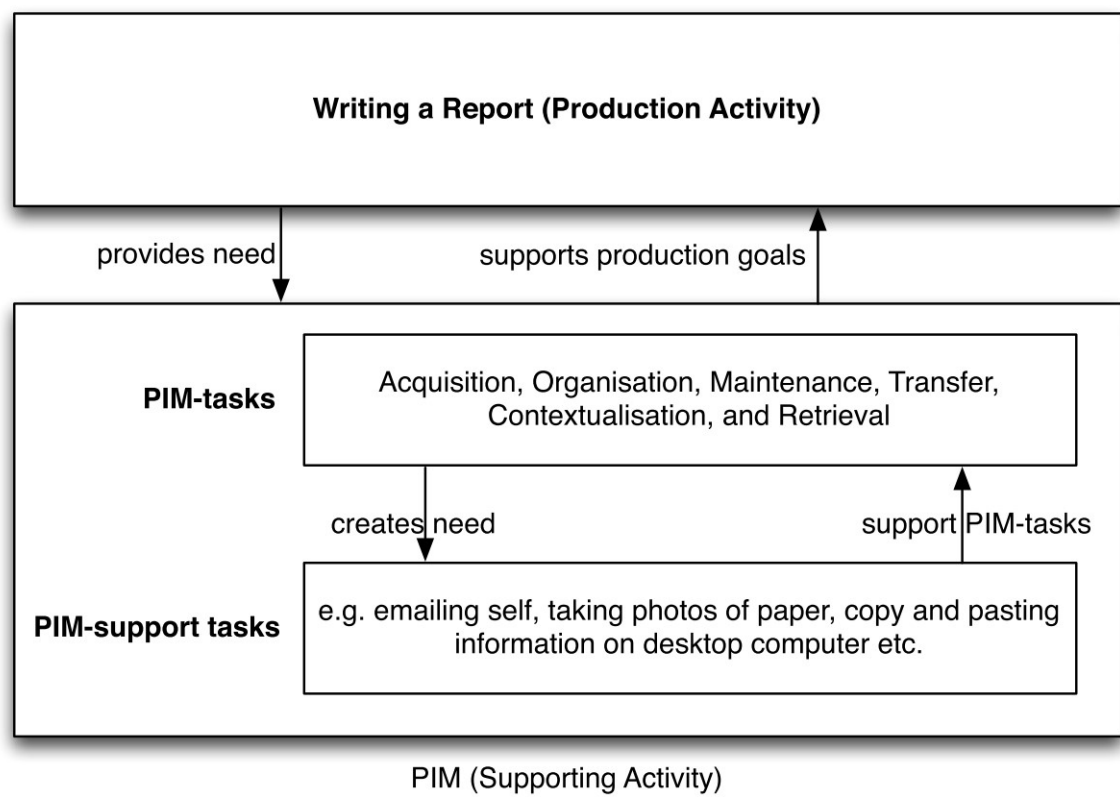 Writing a Report (Production Activity)
provides need
supports production goals
PIM-tasks
Acquisition, Organisation, Maintenance, Transfer,
Contextualisation, and Retrieval
creates need
support PIM-tasks
PIM-support tasks
e.g. emailing self, taking photos of paper, copy and pasting
information on desktop computer etc.
PIM (Supporting Activity)